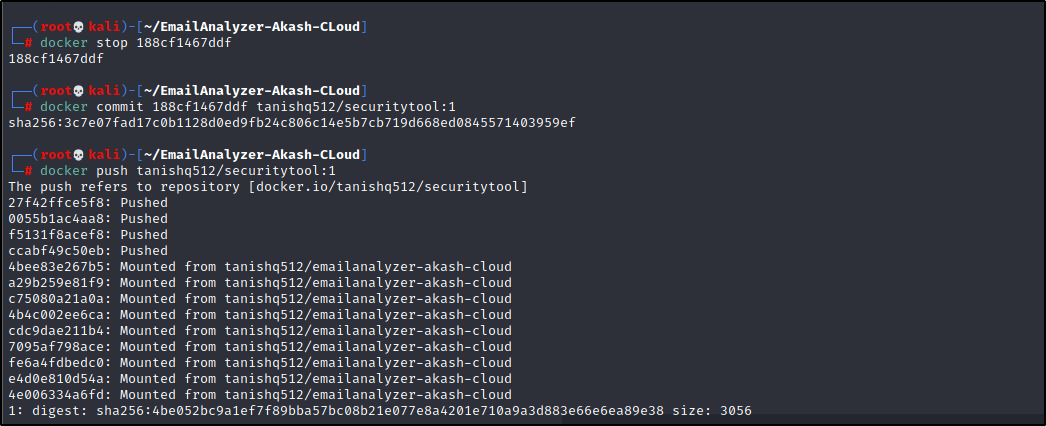 ┌──(root💀kali)-[~/EmailAnalyzer-Akash-CLoud]
└─# docker stop 188cf1467ddf
188cf1467ddf
┌──(root💀kali)-[~/EmailAnalyzer-Akash-CLoud]
└─# docker commit 188cf1467ddf tanishq512/securitytool:1
sha256:3c7e07fad17c0b1128d0ed9fb24c806c14e5b7cb719d668ed0845571403959ef
┌──(root💀kali)-[~/EmailAnalyzer-Akash-CLoud]
└─# docker push tanishq512/securitytool:1
The push refers to repository [docker.io/tanishq512/securitytool]
27f42ffce5f8: Pushed
0055b1ac4aa8: Pushed
f5131f8acef8: Pushed
ccabf49c50eb: Pushed
4bee83e267b5: Mounted from tanishq512/emailanalyzer-akash-cloud
a29b259e81f9: Mounted from tanishq512/emailanalyzer-akash-cloud
c75080a21a0a: Mounted from tanishq512/emailanalyzer-akash-cloud
4b4c002ee6ca: Mounted from tanishq512/emailanalyzer-akash-cloud
cdc9dae211b4: Mounted from tanishq512/emailanalyzer-akash-cloud
7095af798ace: Mounted from tanishq512/emailanalyzer-akash-cloud
fe6a4fdbedc0: Mounted from tanishq512/emailanalyzer-akash-cloud
e4d0e810d54a: Mounted from tanishq512/emailanalyzer-akash-cloud
4e006334a6fd: Mounted from tanishq512/emailanalyzer-akash-cloud
1: digest: sha256:4be052bc9a1ef7f89bba57bc08b21e077e8a4201e710a9a3d883e66e6ea89e38 size: 3056